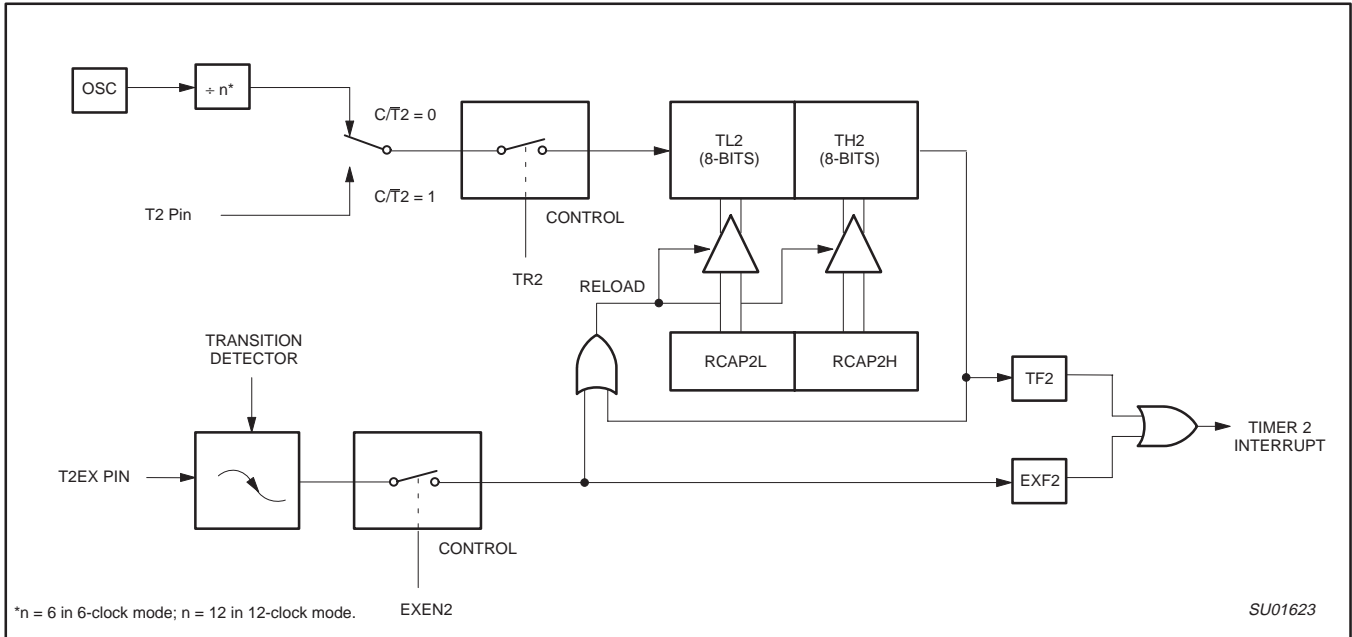 OSC
÷ n*
C/T̅2 = 0
TL2
(8-BITS)
TH2
(8-BITS)
T2 Pin
C/T̅2 = 1
CONTROL
TR2
RELOAD
TRANSITION
DETECTOR
RCAP2L
RCAP2H
TF2
TIMER 2
INTERRUPT
T2EX PIN
EXF2
CONTROL
EXEN2
*n = 6 in 6-clock mode; n = 12 in 12-clock mode.
SU01623